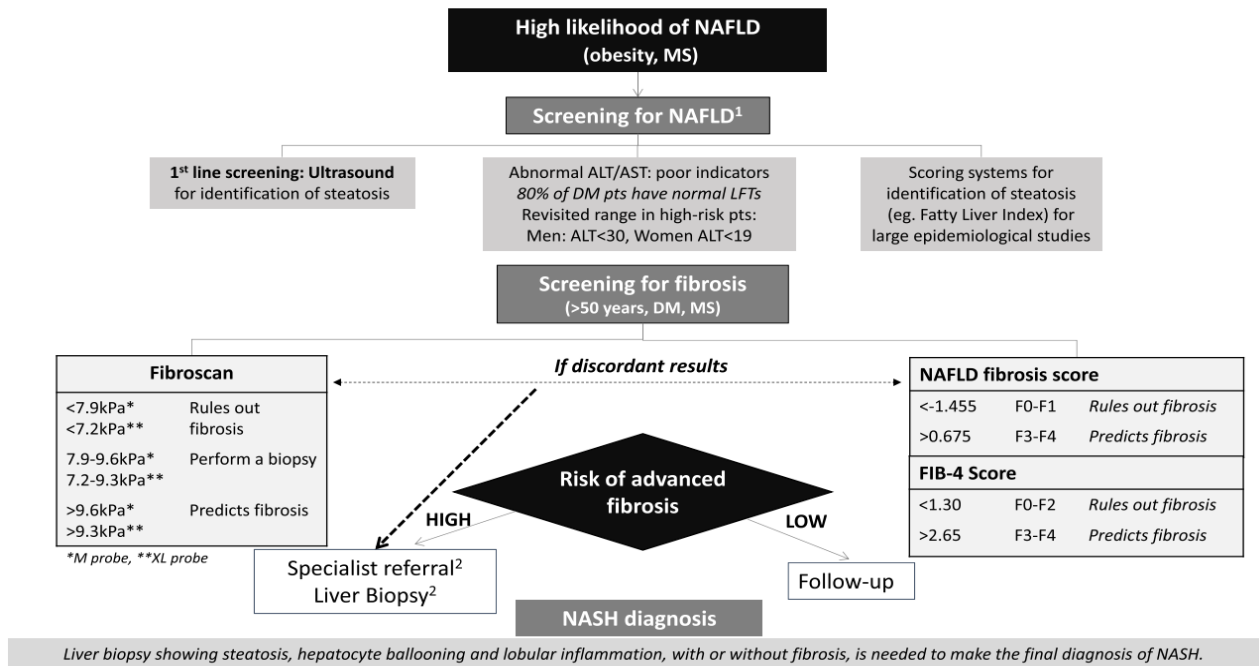 High likelihood of NAFLD
(obesity, MS)
Screening for NAFLD¹
1st line screening: Ultrasound
for identification of steatosis
Abnormal ALT/AST: poor indicators
80% of DM pts have normal LFTs
Revisited range in high-risk pts:
Men: ALT<30, Women ALT<19
Scoring systems for
identification of steatosis
(eg. Fatty Liver Index) for
large epidemiological studies
Screening for fibrosis
(>50 years, DM, MS)
If discordant results
Fibroscan
<7.9kPa* Rules out
<7.2kPa** fibrosis
7.9-9.6kPa* Perform a biopsy
7.2-9.3kPa**
>9.6kPa* Predicts fibrosis
>9.3kPa**
*M probe, **XL probe
NAFLD fibrosis score
<-1.455 F0-F1 Rules out fibrosis
>0.675 F3-F4 Predicts fibrosis
FIB-4 Score
<1.30 F0-F2 Rules out fibrosis
>2.65 F3-F4 Predicts fibrosis
Risk of advanced
fibrosis
HIGH
LOW
Specialist referral²
Liver Biopsy²
Follow-up
NASH diagnosis
Liver biopsy showing steatosis, hepatocyte ballooning and lobular inflammation, with or without fibrosis, is needed to make the final diagnosis of NASH.